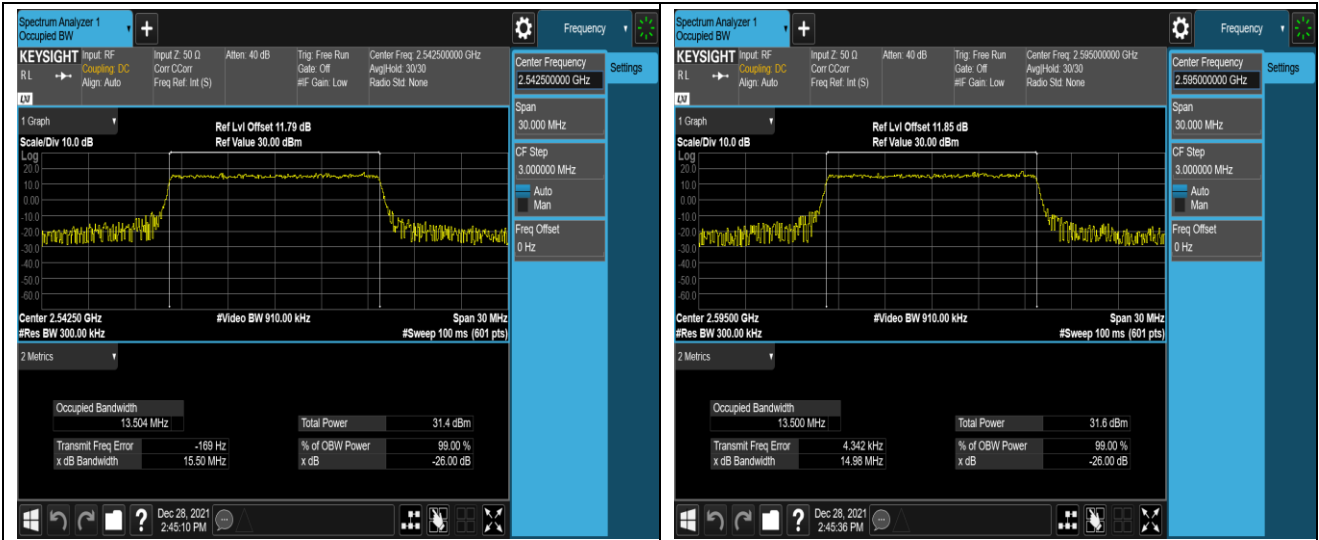 Spectrum Analyzer 1
Occupied BW
Frequency
KEYSIGHT Input: RF Input Z: 50 Ω Atten: 40 dB Trig: Free Run Center Freq: 2.542500000 GHz
Coupling: DC Corr CCorr Gate: Off Avg|Hold: 30/30
R L Align: Auto Freq Ref: Int (S) #IF Gain: Low Radio Std: None
LXI
Center Frequency
2.542500000 GHz
Settings
Span
30.000 MHz
CF Step
3.000000 MHz
Auto
Man
Freq Offset
0 Hz
1 Graph
Ref Lvl Offset 11.79 dB
Scale/Div 10.0 dB Ref Value 30.00 dBm
Log
20.0
10.0
0.00
-10.0
-20.0
-30.0
-40.0
-50.0
-60.0
Center 2.54250 GHz #Video BW 910.00 kHz Span 30 MHz
#Res BW 300.00 kHz #Sweep 100 ms (601 pts)
2 Metrics
Occupied Bandwidth
13.504 MHz Total Power 31.4 dBm
Transmit Freq Error -169 Hz % of OBW Power 99.00 %
x dB Bandwidth 15.50 MHz x dB -26.00 dB
?
Dec 28, 2021
2:45:10 PM
Spectrum Analyzer 1
Occupied BW
Frequency
KEYSIGHT Input: RF Input Z: 50 Ω Atten: 40 dB Trig: Free Run Center Freq: 2.595000000 GHz
Coupling: DC Corr CCorr Gate: Off Avg|Hold: 30/30
R L Align: Auto Freq Ref: Int (S) #IF Gain: Low Radio Std: None
LXI
Center Frequency
2.595000000 GHz
Settings
Span
30.000 MHz
CF Step
3.000000 MHz
Auto
Man
Freq Offset
0 Hz
1 Graph
Ref Lvl Offset 11.85 dB
Scale/Div 10.0 dB Ref Value 30.00 dBm
Log
20.0
10.0
0.00
-10.0
-20.0
-30.0
-40.0
-50.0
-60.0
Center 2.59500 GHz #Video BW 910.00 kHz Span 30 MHz
#Res BW 300.00 kHz #Sweep 100 ms (601 pts)
2 Metrics
Occupied Bandwidth
13.500 MHz Total Power 31.6 dBm
Transmit Freq Error 4.342 kHz % of OBW Power 99.00 %
x dB Bandwidth 14.98 MHz x dB -26.00 dB
?
Dec 28, 2021
2:45:36 PM